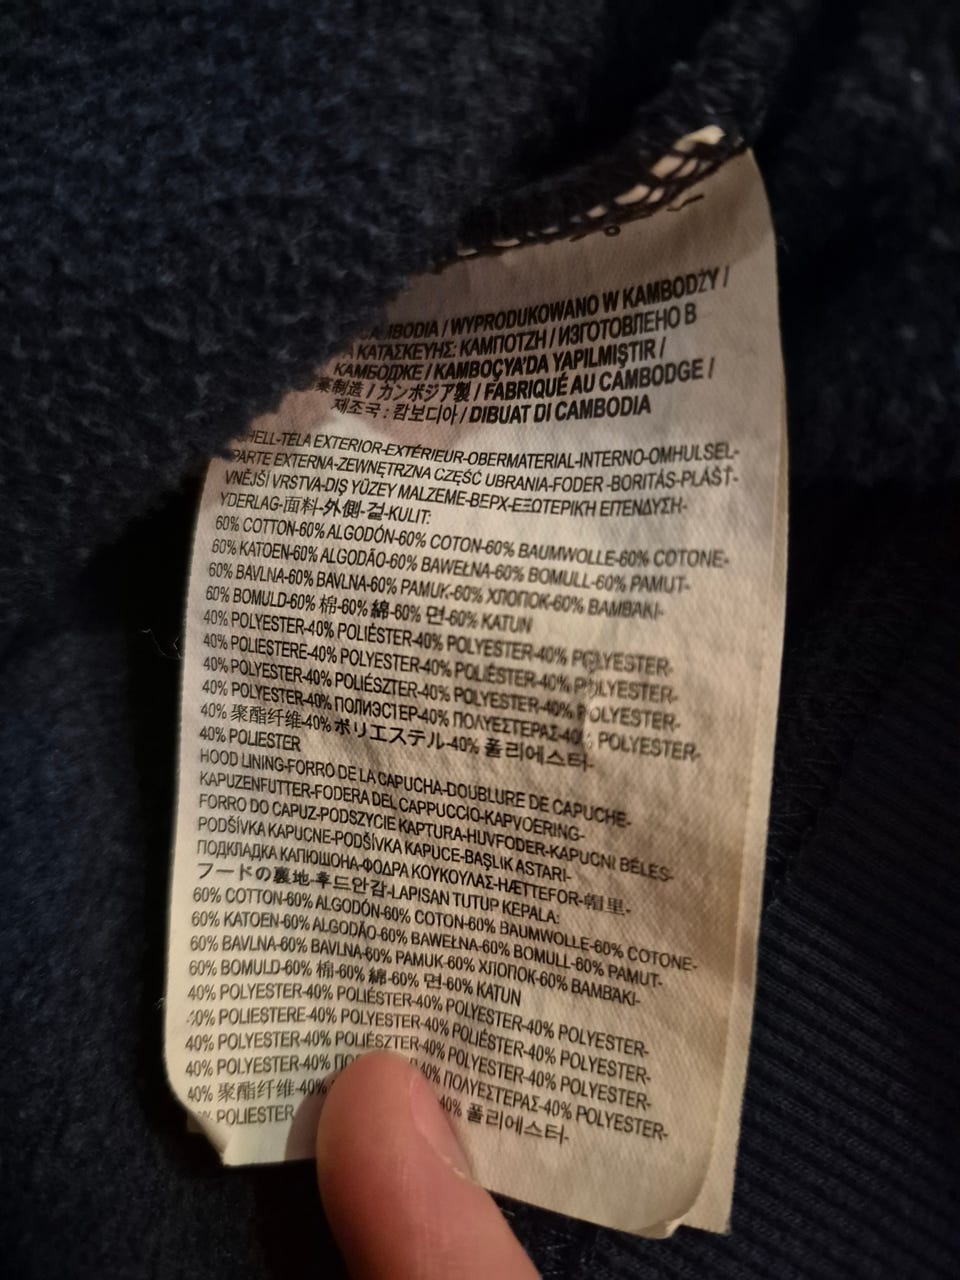 / WYPRODUKOWANO W KAMBODŻY /
ΚΑΤΑΣΚΕΥΗΣ: ΚΑΜΠΟΤΖΗ / ИЗГОТОВЛЕНО В
КАМБОДЖЕ / KAMBOÇYA'DA YAPILMIŞTIR /
制造 / カンボジア製 / FABRIQUÉ AU CAMBODGE /
제조국 : 캄보디아 / DIBUAT DI CAMBODIA
SHELL-TELA EXTERIOR-EXTÉRIEUR-OBERMATERIAL-INTERNO-OMHULSEL-
PARTE EXTERNA-ZEWNĘTRZNA CZĘŚĆ UBRANIA-FODER -BORITÁS-PLÁŠŤ-
VNĚJŠÍ VRSTVA-DIŞ YÜZEY MALZEME-ВЕРХ-ΕΞΩΤΕΡΙΚΗ ΕΠΕΝΔΥΣΗ-
YDERLAG-面料-外側-겉-KULIT:
60% COTTON-60% ALGODÓN-60% COTON-60% BAUMWOLLE-60% COTONE-
60% KATOEN-60% ALGODÃO-60% BAWEŁNA-60% BOMULL-60% PAMUT-
60% BAVLNA-60% BAVLNA-60% PAMUK-60% ХЛОПОК-60% ΒΑΜΒΑΚΙ-
60% BOMULD-60% 棉-60% 綿-60% 면-60% KATUN
40% POLYESTER-40% POLIÉSTER-40% POLYESTER-40% POLYESTER-
40% POLIESTERE-40% POLYESTER-40% POLIÉSTER-40% POLYESTER-
40% POLYESTER-40% POLIÉSZTER-40% POLYESTER-40% POLYESTER-
40% POLYESTER-40% ПОЛИЭСТЕР-40% ΠΟΛΥΕΣΤΕΡΑΣ-40% POLYESTER-
40% 聚酯纤维-40% ポリエステル-40% 폴리에스터-
40% POLIESTER
HOOD LINING-FORRO DE LA CAPUCHA-DOUBLURE DE CAPUCHE-
KAPUZENFUTTER-FODERA DEL CAPPUCCIO-KAPVOERING-
FORRO DO CAPUZ-PODSZYCIE KAPTURA-HUVFODER-KAPUCNI BÉLÉS-
PODŠÍVKA KAPUCNE-PODŠÍVKA KAPUCE-BAŞLIK ASTARI-
ПОДКЛАДКА КАПЮШОНА-ΦΟΔΡΑ ΚΟΥΚΟΥΛΑΣ-HÆTTEFOR-帽里-
フードの裏地-후드안감-LAPISAN TUTUP KEPALA:
60% COTTON-60% ALGODÓN-60% COTON-60% BAUMWOLLE-60% COTONE-
60% KATOEN-60% ALGODÃO-60% BAWEŁNA-60% BOMULL-60% PAMUT-
60% BAVLNA-60% BAVLNA-60% PAMUK-60% ХЛОПОК-60% ΒΑΜΒΑΚΙ-
60% BOMULD-60% 棉-60% 綿-60% 면-60% KATUN
40% POLYESTER-40% POLIÉSTER-40% POLYESTER-40% POLYESTER-
40% POLIESTERE-40% POLYESTER-40% POLIÉSTER-40% POLYESTER-
40% POLYESTER-40% POLIÉSZTER-40% POLYESTER-40% POLYESTER-
40% POLYESTER-40% 40% ΠΟΛΥΕΣΤΕΡΑΣ-40% POLYESTER-
40% 聚酯纤维-40% 40% 폴리에스터-
POLIESTER